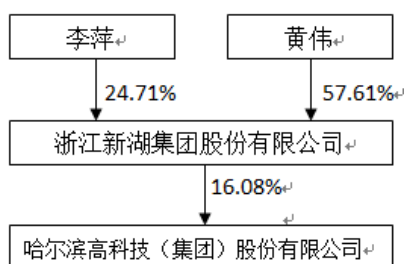 李萍 黄伟
24.71% 57.61%
浙江新湖集团股份有限公司
16.08%
哈尔滨高科技（集团）股份有限公司